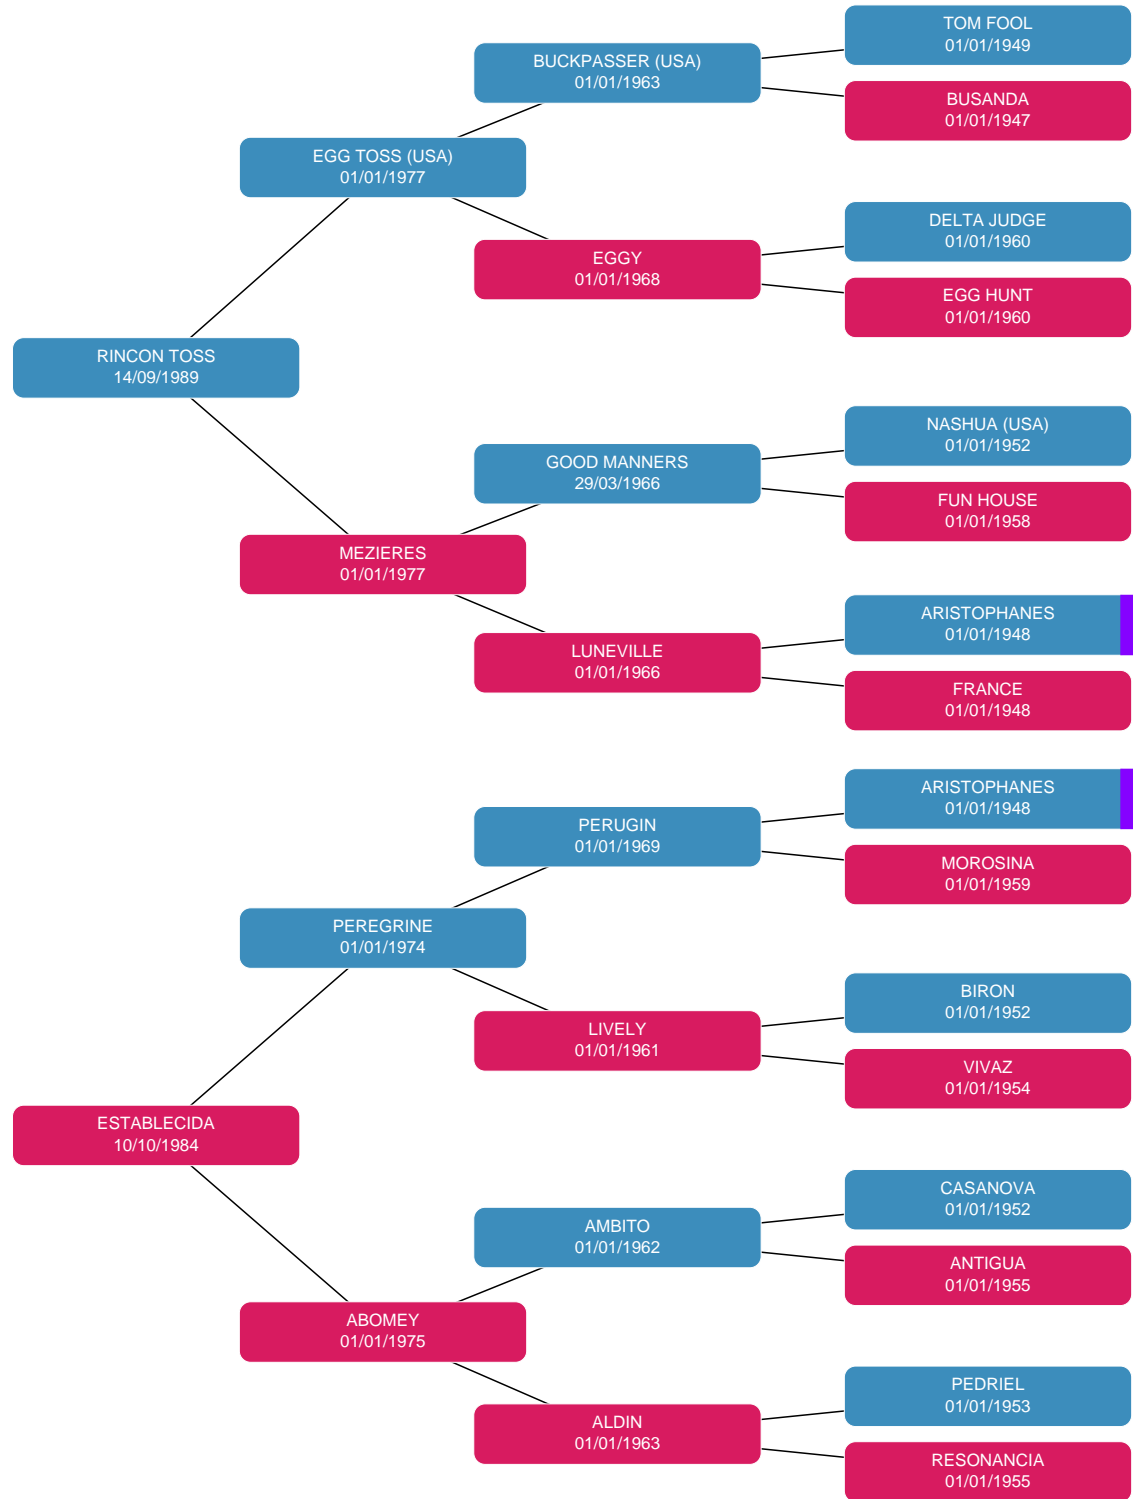 TOM FOOL
01/01/1949
BUCKPASSER (USA)
01/01/1963
BUSANDA
01/01/1947
EGG TOSS (USA)
01/01/1977
DELTA JUDGE
01/01/1960
EGGY
01/01/1968
EGG HUNT
01/01/1960
RINCON TOSS
14/09/1989
NASHUA (USA)
01/01/1952
GOOD MANNERS
29/03/1966
FUN HOUSE
01/01/1958
MEZIERES
01/01/1977
ARISTOPHANES
01/01/1948
LUNEVILLE
01/01/1966
FRANCE
01/01/1948
ARISTOPHANES
01/01/1948
PERUGIN
01/01/1969
MOROSINA
01/01/1959
PEREGRINE
01/01/1974
BIRON
01/01/1952
LIVELY
01/01/1961
VIVAZ
01/01/1954
ESTABLECIDA
10/10/1984
CASANOVA
01/01/1952
AMBITO
01/01/1962
ANTIGUA
01/01/1955
ABOMEY
01/01/1975
PEDRIEL
01/01/1953
ALDIN
01/01/1963
RESONANCIA
01/01/1955